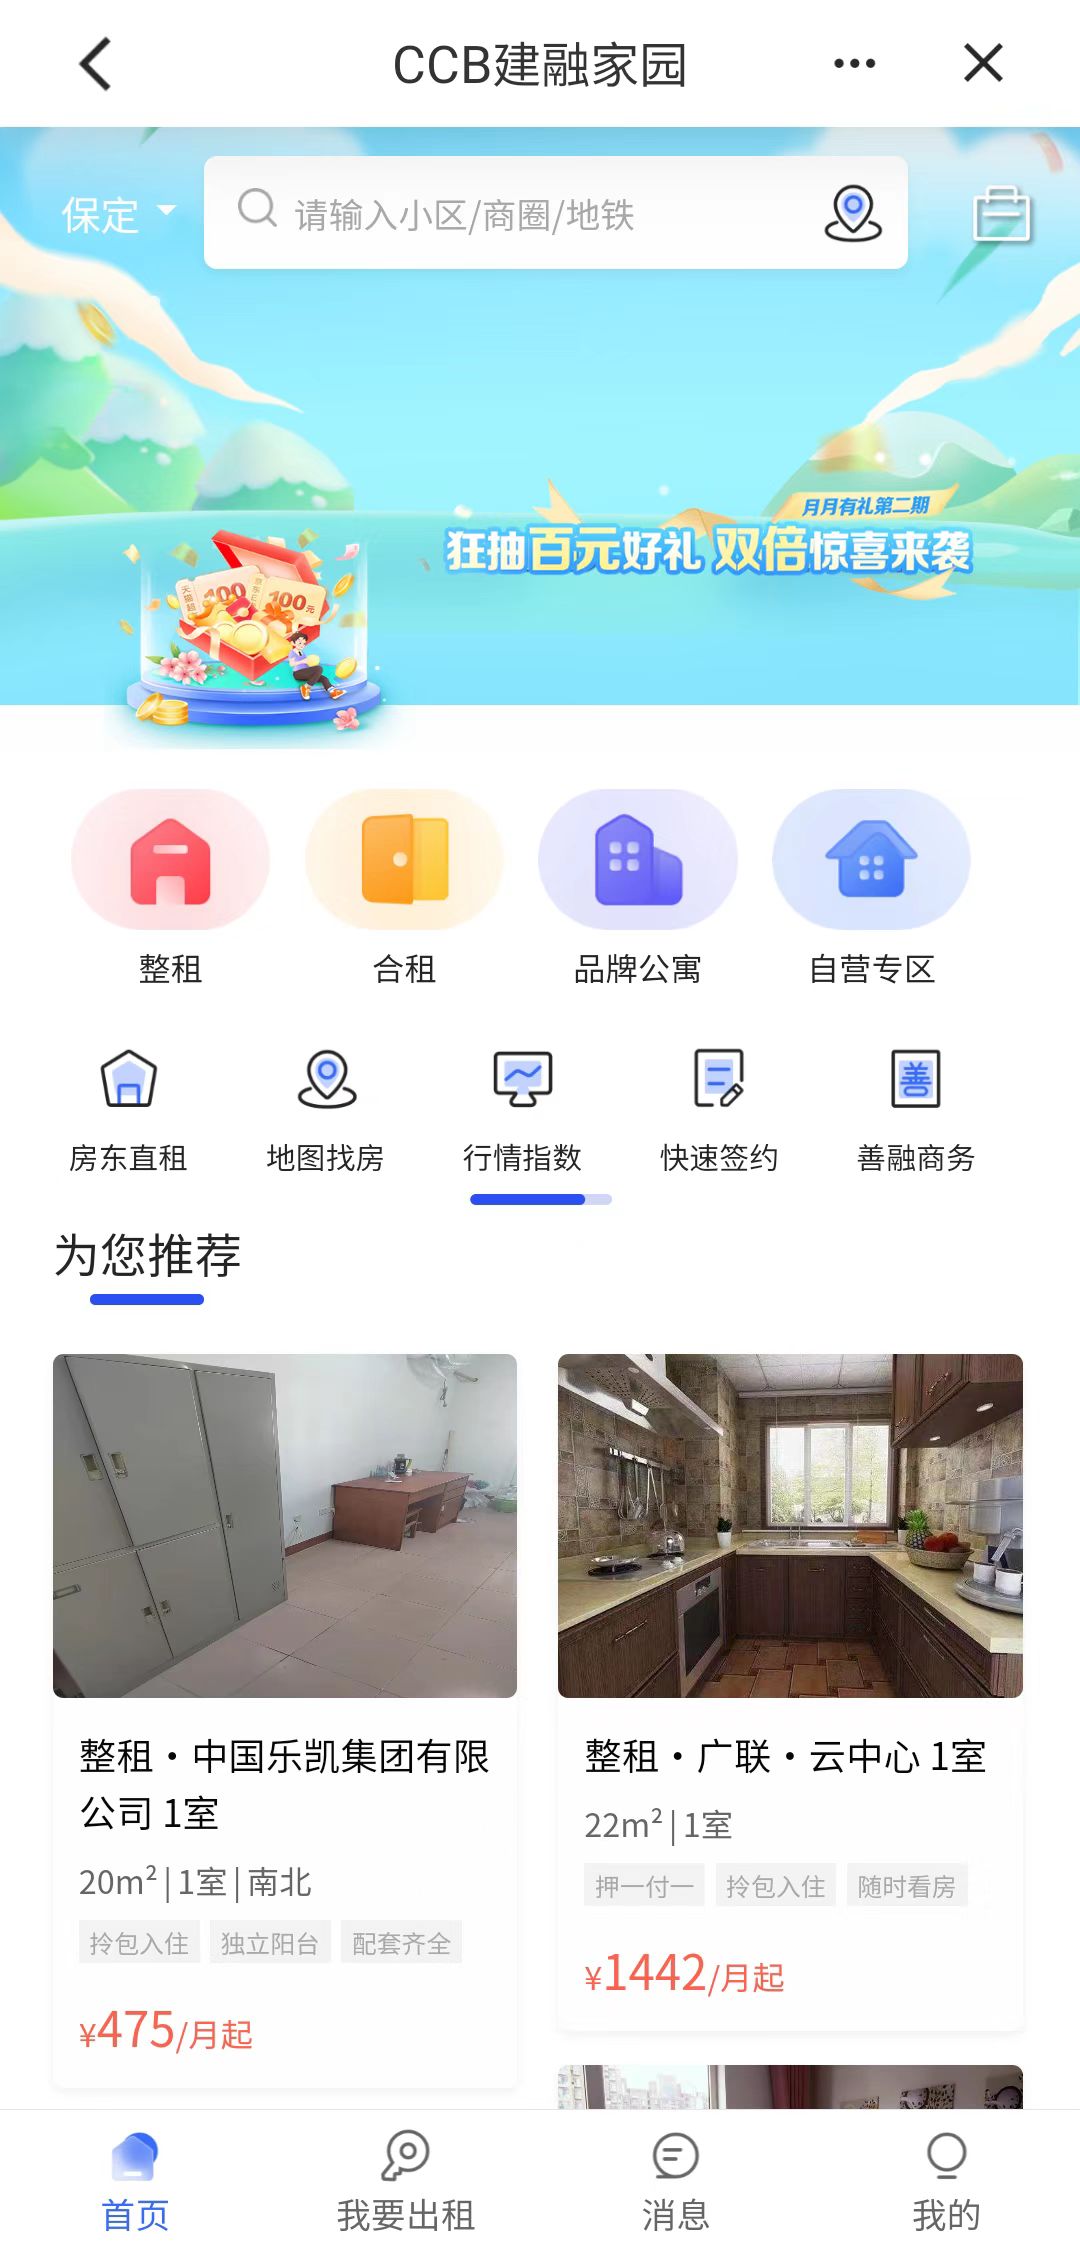 CCB建融家园
保定
请输入小区/商圈/地铁
月月有礼第二期
狂抽百元好礼 双倍惊喜来袭
100
100元
整租
合租
品牌公寓
自营专区
善
房东直租
地图找房
行情指数
快速签约
善融商务
为您推荐
整租·中国乐凯集团有限
公司 1室
20m²|1室|南北
拎包入住 独立阳台 配套齐全
¥475/月起
整租·广联·云中心 1室
22m²|1室
押一付一 拎包入住 随时看房
¥1442/月起
首页
我要出租
消息
我的